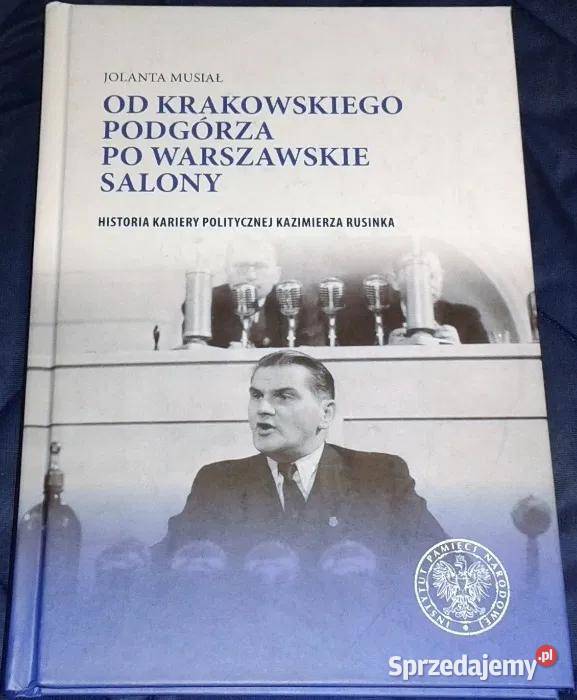 JOLANTA MUSIAŁ
OD KRAKOWSKIEGO
PODGÓRZA
PO WARSZAWSKIE
SALONY
HISTORIA KARIERY POLITYCZNEJ KAZIMIERZA RUSINKA
INSTYTUT PAMIĘCI NARODOWEJ
Sprzedajemy.pl